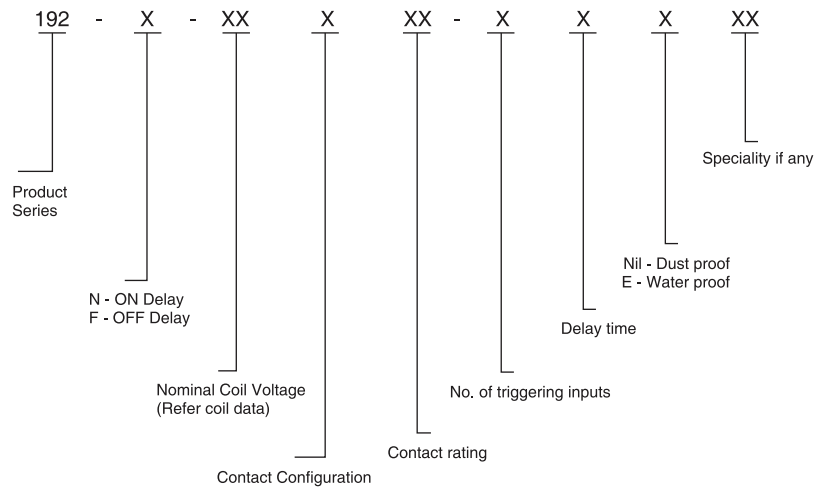 192 - X - XX X XX - X X X XX
Speciality if any
Product
Series
Nil - Dust proof
E - Water proof
N - ON Delay
F - OFF Delay
Delay time
Nominal Coil Voltage
(Refer coil data)
No. of triggering inputs
Contact rating
Contact Configuration